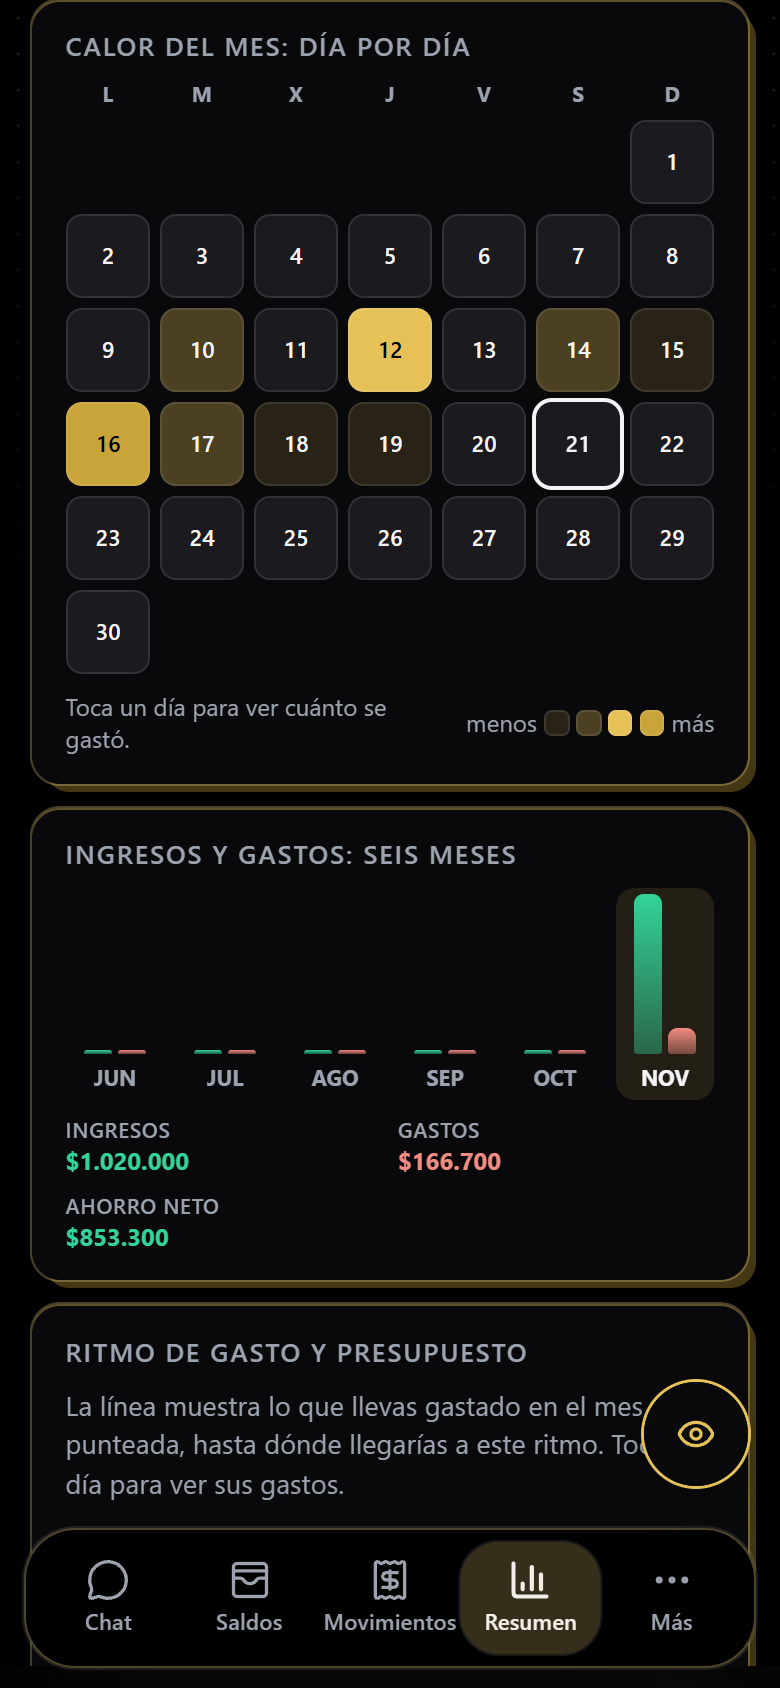 CALOR DEL MES: DÍA POR DÍA
L M X J V S D
1
2 3 4 5 6 7 8
9 10 11 12 13 14 15
16 17 18 19 20 21 22
23 24 25 26 27 28 29
30
Toca un día para ver cuánto se
gastó.
menos más
INGRESOS Y GASTOS: SEIS MESES
JUN JUL AGO SEP OCT NOV
INGRESOS GASTOS
$1.020.000 $166.700
AHORRO NETO
$853.300
RITMO DE GASTO Y PRESUPUESTO
La línea muestra lo que llevas gastado en el mes
punteada, hasta dónde llegarías a este ritmo.
día para ver sus gastos.
Chat Saldos Movimientos Resumen Más